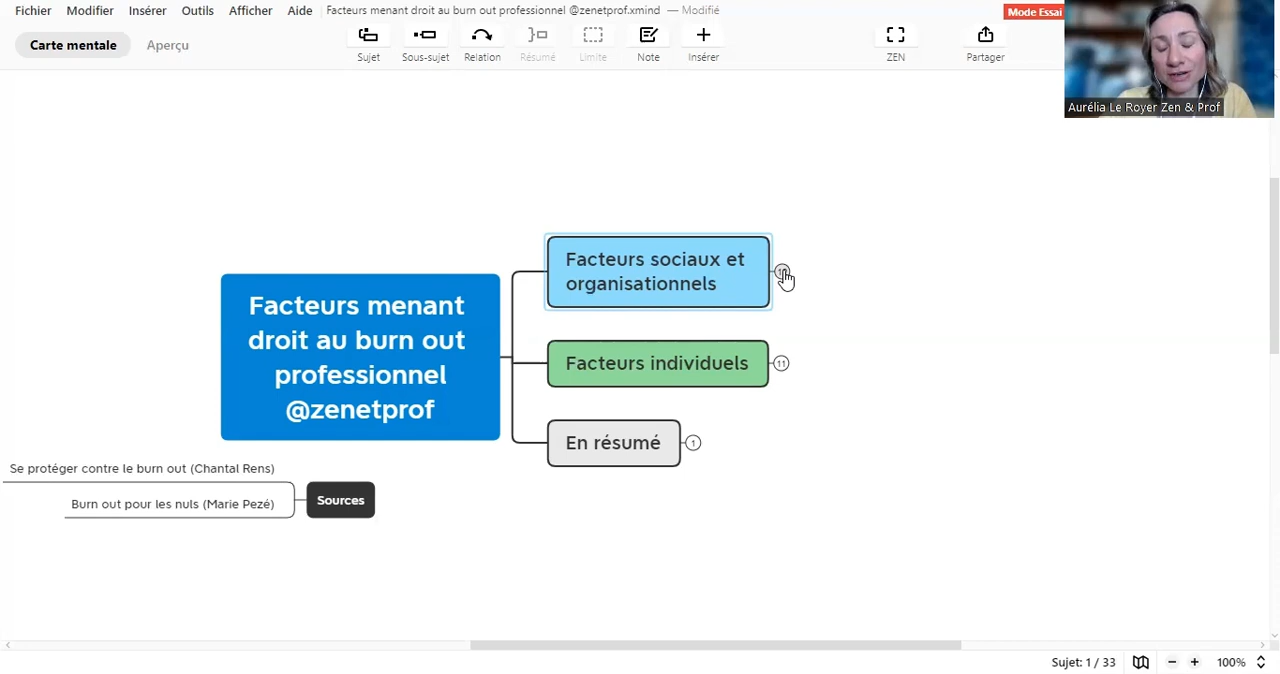 Fichier Modifier Insérer Outils Afficher Aide Facteurs menant droit au burn out professionnel @zenetprof.xmind — Modifié
Mode Essai
Carte mentale Aperçu
Sujet Sous-sujet Relation Résumé Limite Note Insérer ZEN Partager
Aurélia Le Royer Zen & Prof
Facteurs sociaux et
organisationnels
Facteurs menant
droit au burn out
professionnel
@zenetprof
Facteurs individuels 11
En résumé 1
Se protéger contre le burn out (Chantal Rens)
Burn out pour les nuls (Marie Pezé)
Sources
Sujet: 1 / 33 100%